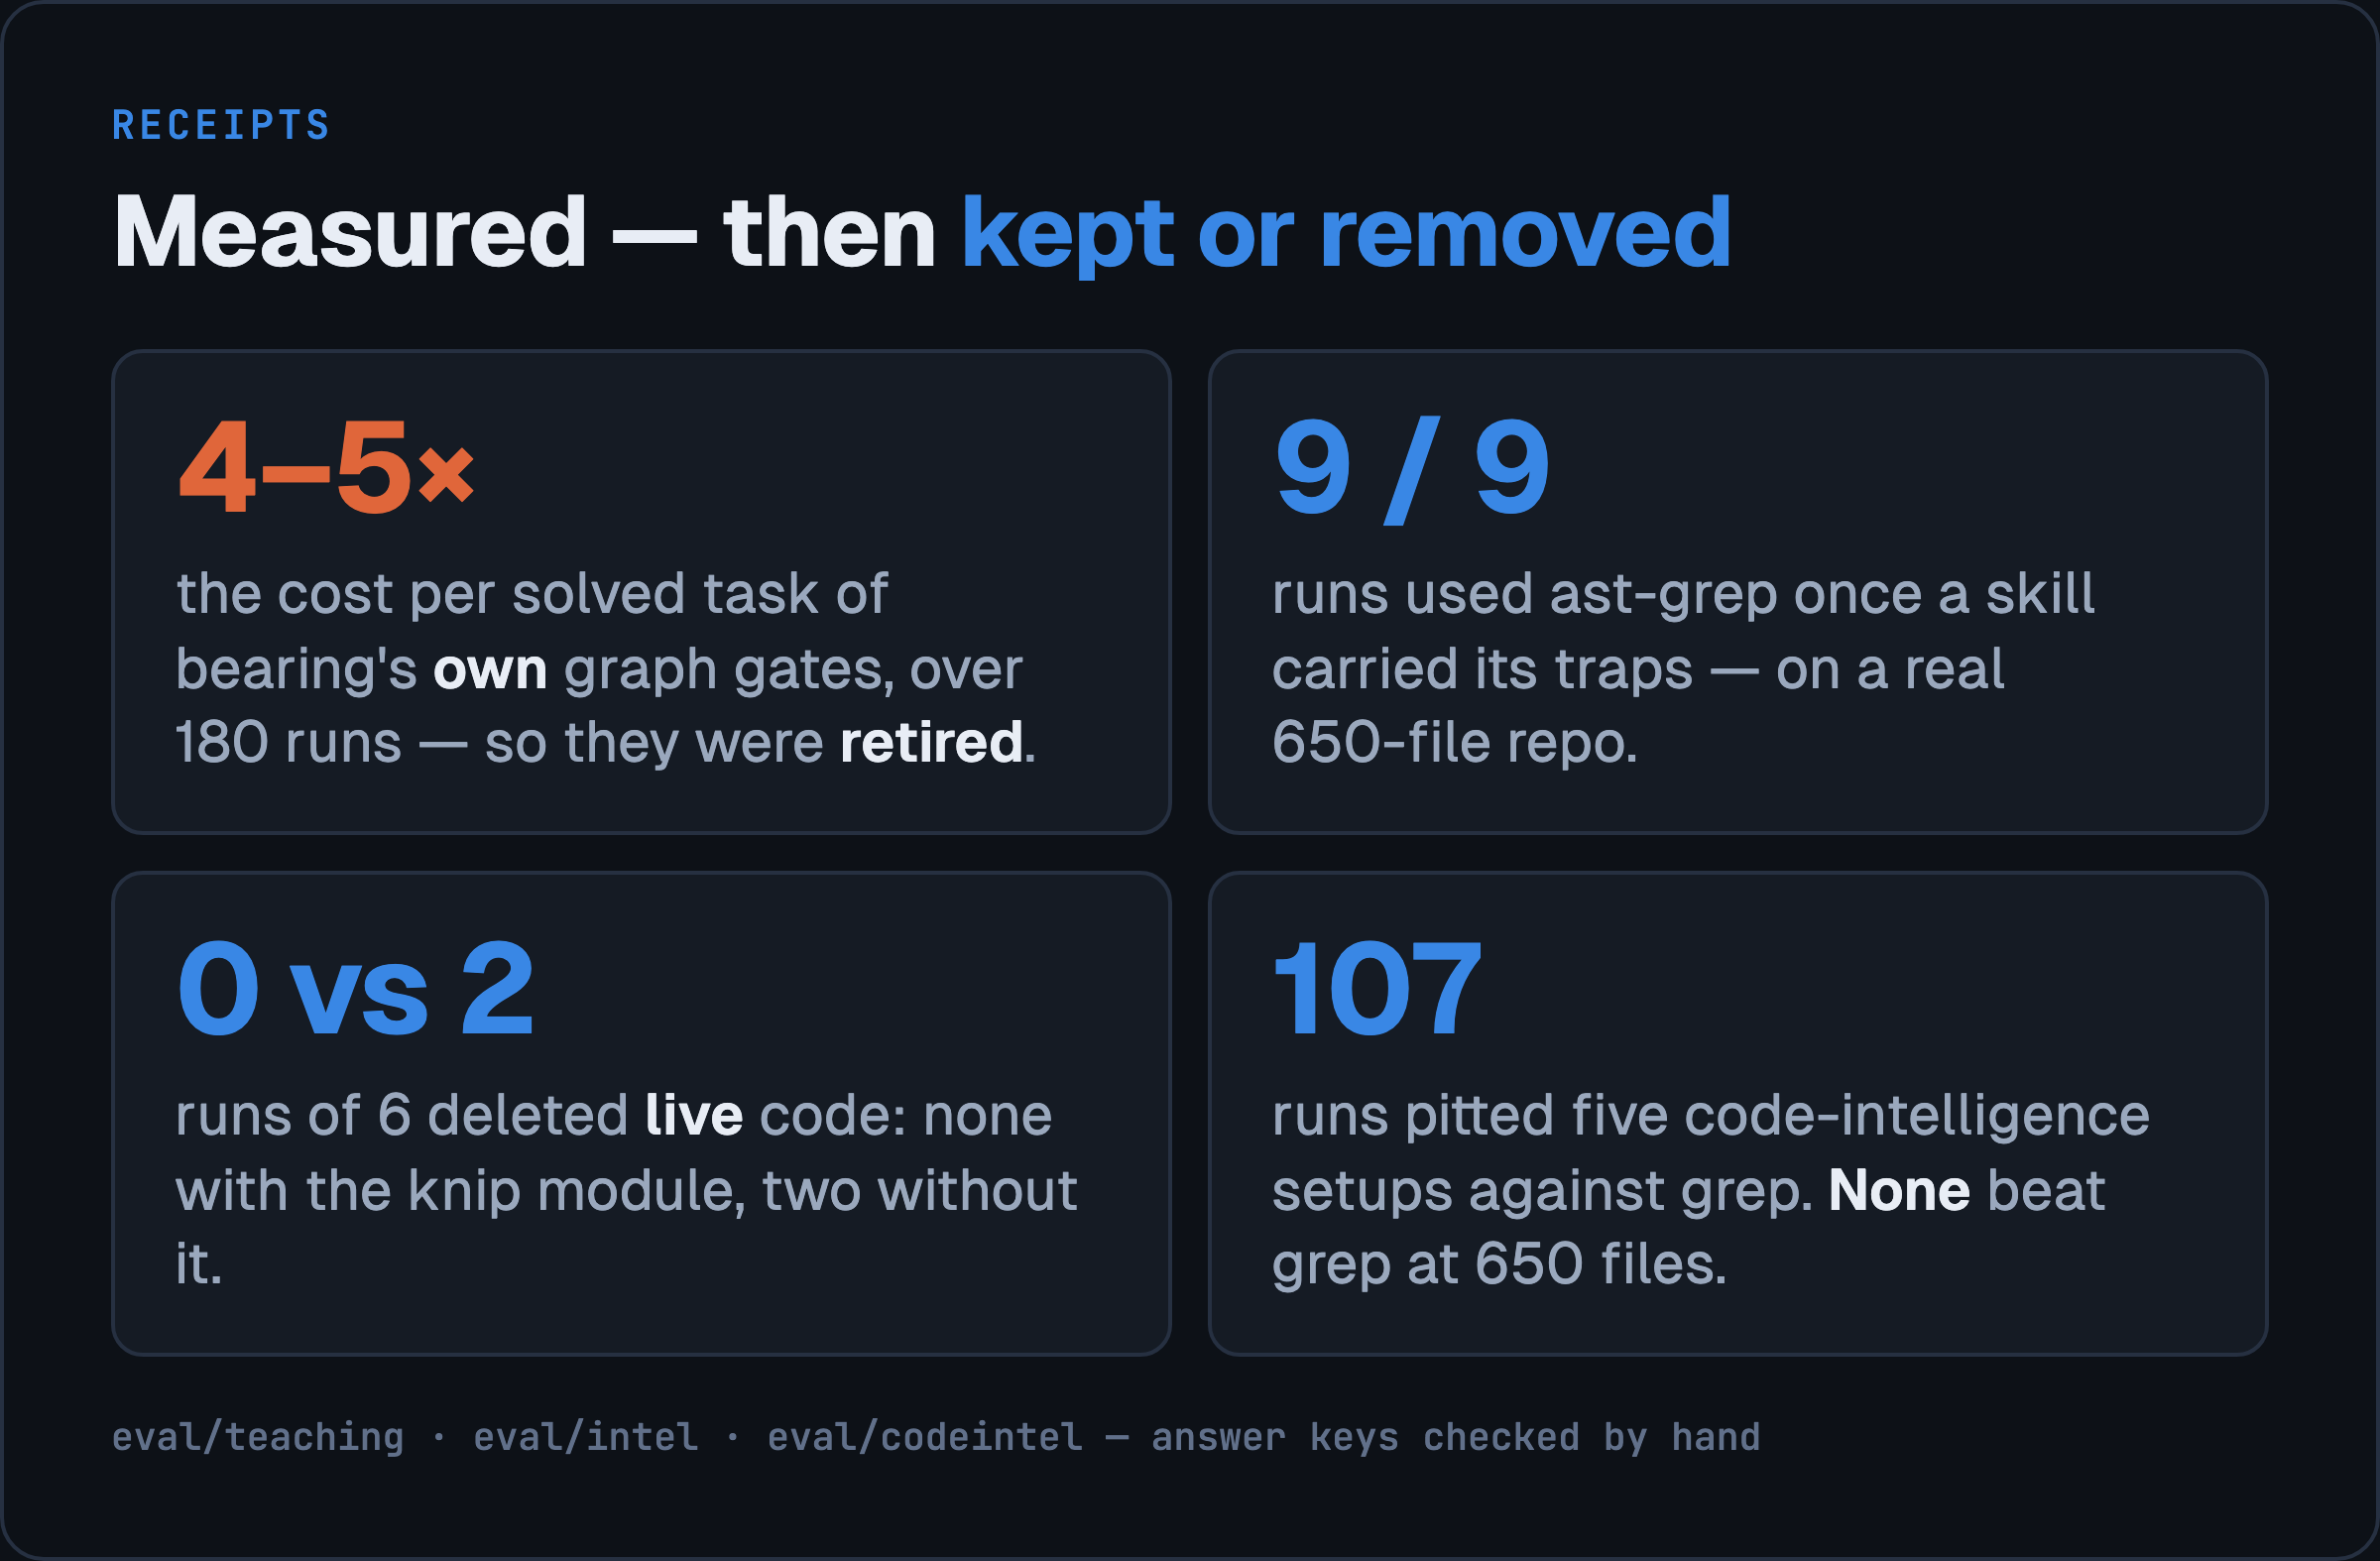 RECEIPTS
Measured — then kept or removed
4–5×
the cost per solved task of
bearing's own graph gates, over
180 runs — so they were retired.
9 / 9
runs used ast-grep once a skill
carried its traps — on a real
650-file repo.
0 vs 2
runs of 6 deleted live code: none
with the knip module, two without
it.
107
runs pitted five code-intelligence
setups against grep. None beat
grep at 650 files.
eval/teaching · eval/intel · eval/codeintel — answer keys checked by hand